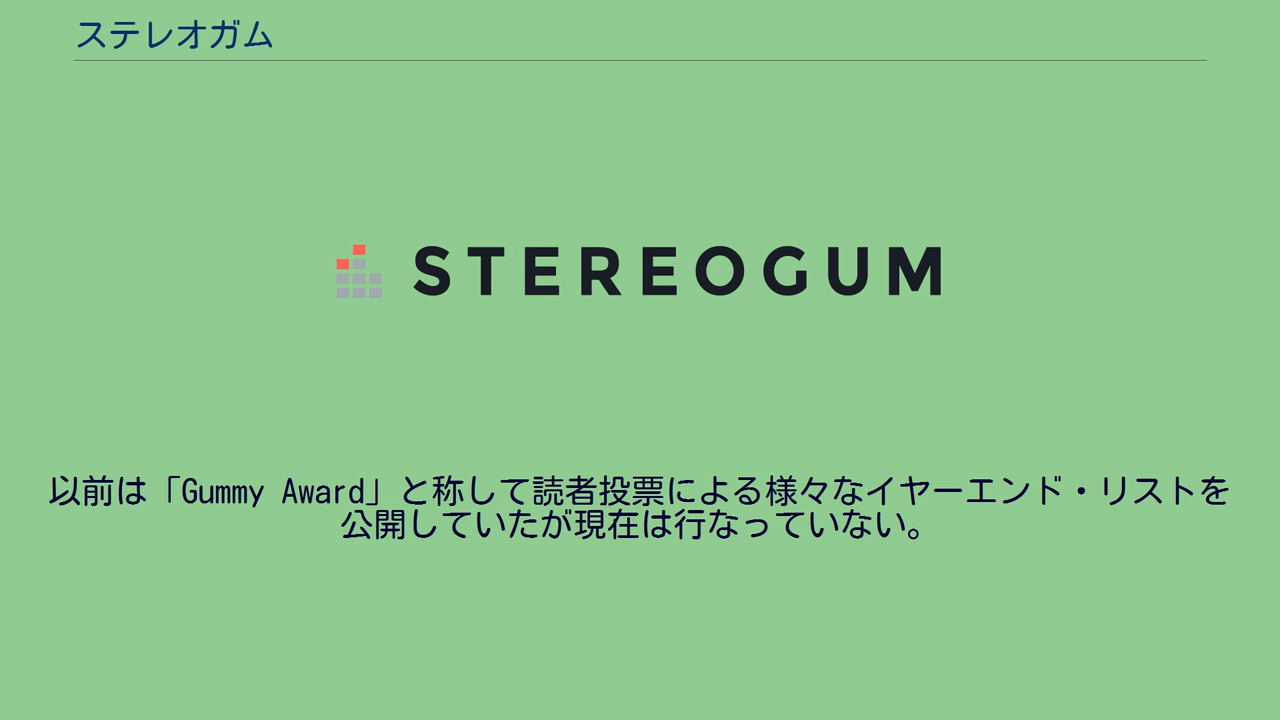 ステレオガム
STEREOGUM
以前は「Gummy Award」と称して読者投票による様々なイヤーエンド・リストを
公開していたが現在は行なっていない。